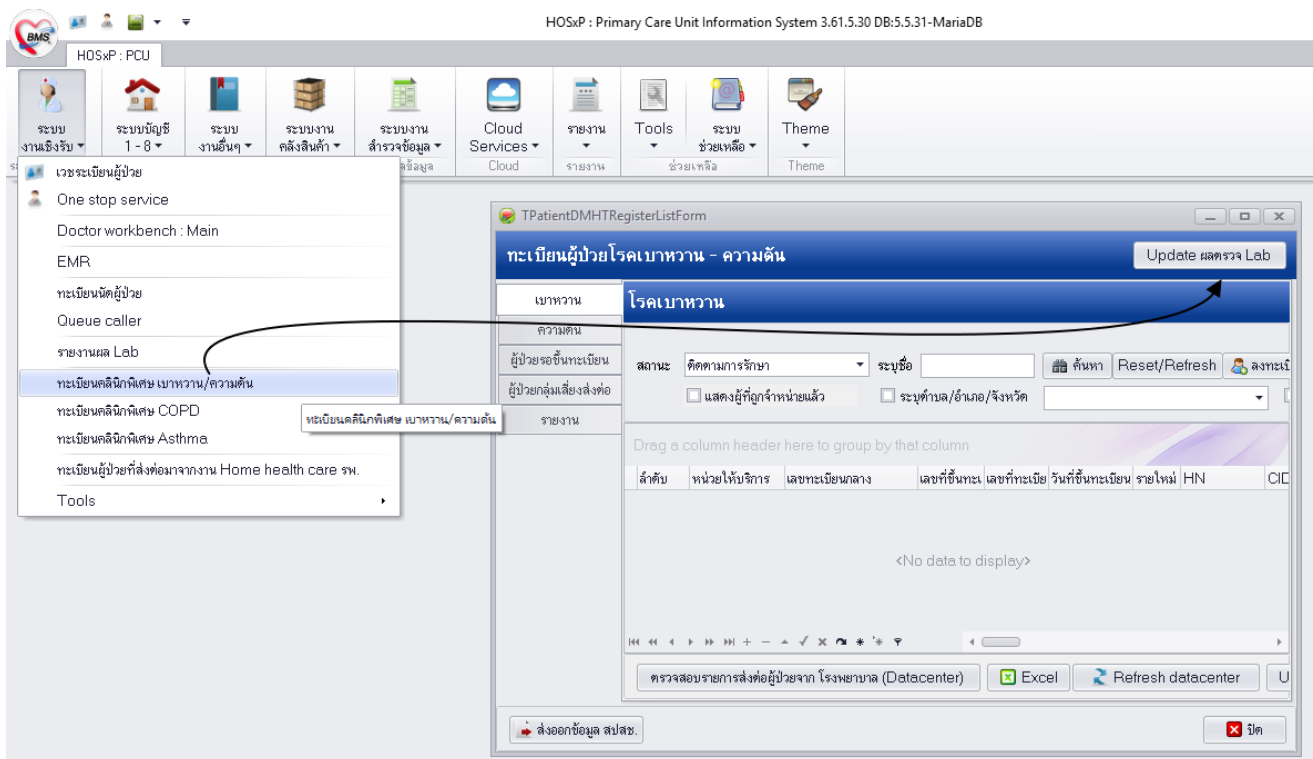 HOSxP : Primary Care Unit Information System 3.61.5.30 DB:5.5.31-MariaDB
BMS
HOSxP : PCU
ระบบงานเชิงรับ
ระบบบัญชี 1 - 8
ระบบงานอื่นๆ
ระบบงานคลังสินค้า
ระบบงานสำรวจข้อมูล
Cloud Services
รายงาน
Tools
ระบบช่วยเหลือ
Theme
Cloud
รายงาน
ช่วยเหลือ
Theme
เวชระเบียนผู้ป่วย
One stop service
Doctor workbench : Main
EMR
ทะเบียนนัดผู้ป่วย
Queue caller
รายงานผล Lab
ทะเบียนคลินิกพิเศษ เบาหวาน/ความดัน
ทะเบียนคลินิกพิเศษ COPD
ทะเบียนคลินิกพิเศษ เบาหวาน/ความดัน
ทะเบียนคลินิกพิเศษ Asthma
ทะเบียนผู้ป่วยที่ส่งต่อมาจากงาน Home health care รพ.
Tools
TPatientDMHTRegisterListForm
ทะเบียนผู้ป่วยโรคเบาหวาน - ความดัน
Update ผลตรวจ Lab
เบาหวาน
ความดัน
ผู้ป่วยรอขึ้นทะเบียน
ผู้ป่วยกลุ่มเสี่ยงส่งต่อ
รายงาน
โรคเบาหวาน
สถานะ ติดตามการรักษา ระบุชื่อ ค้นหา Reset/Refresh ลงทะเบี
แสดงผู้ที่ถูกจำหน่ายแล้ว ระบุตำบล/อำเภอ/จังหวัด
Drag a column header here to group by that column
ลำดับ หน่วยให้บริการ เลขทะเบียนกลาง เลขที่ขึ้นทะเ เลขที่ทะเบีย วันที่ขึ้นทะเบียน รายใหม่ HN CID
<No data to display>
ตรวจสอบรายการส่งต่อผู้ป่วยจาก โรงพยาบาล (Datacenter) Excel Refresh datacenter U
ส่งออกข้อมูล สปสช. ปิด